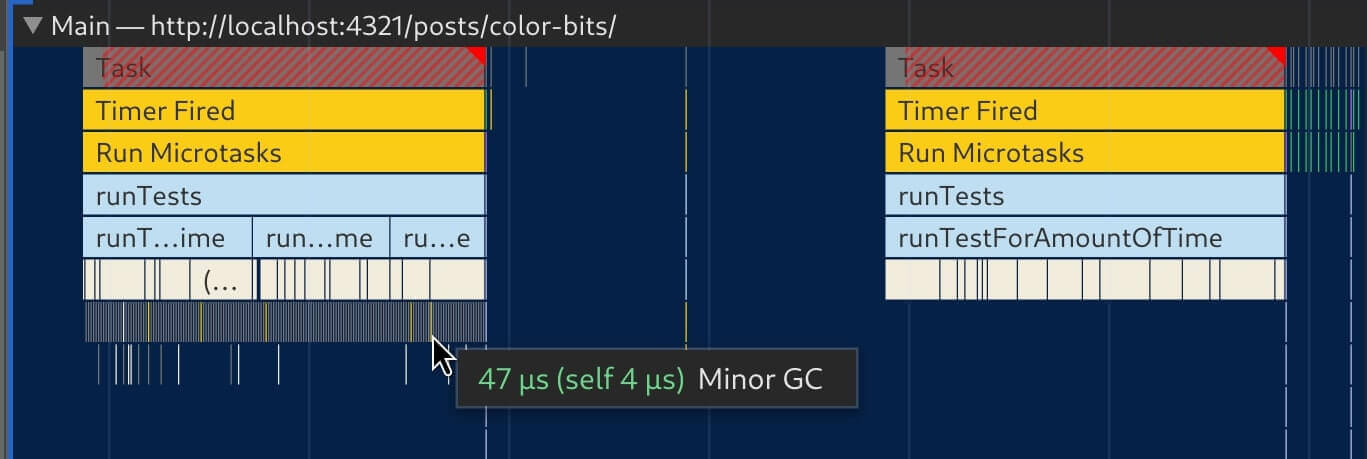 Main — http://localhost:4321/posts/color-bits/
Task Task
Timer Fired Timer Fired
Run Microtasks Run Microtasks
runTests runTests
runT…ime run…me ru…e runTestForAmountOfTime
(…
47 μs (self 4 μs) Minor GC